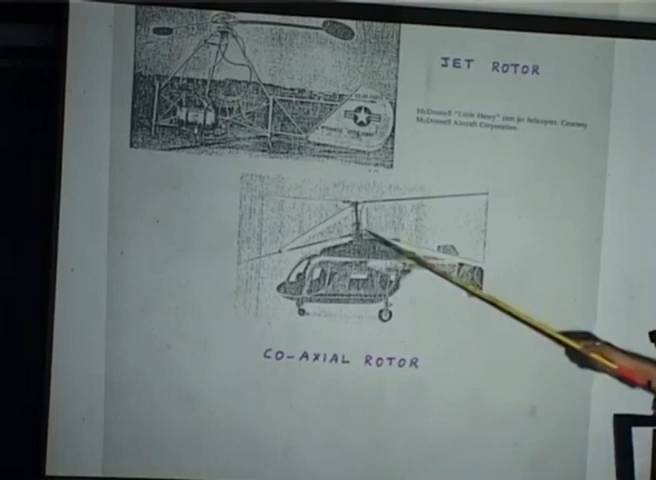 JET ROTOR
McDonnell "Little Henry" ram jet helicopter. Courtesy
McDonnell Aircraft Corporation.
CO-AXIAL ROTOR